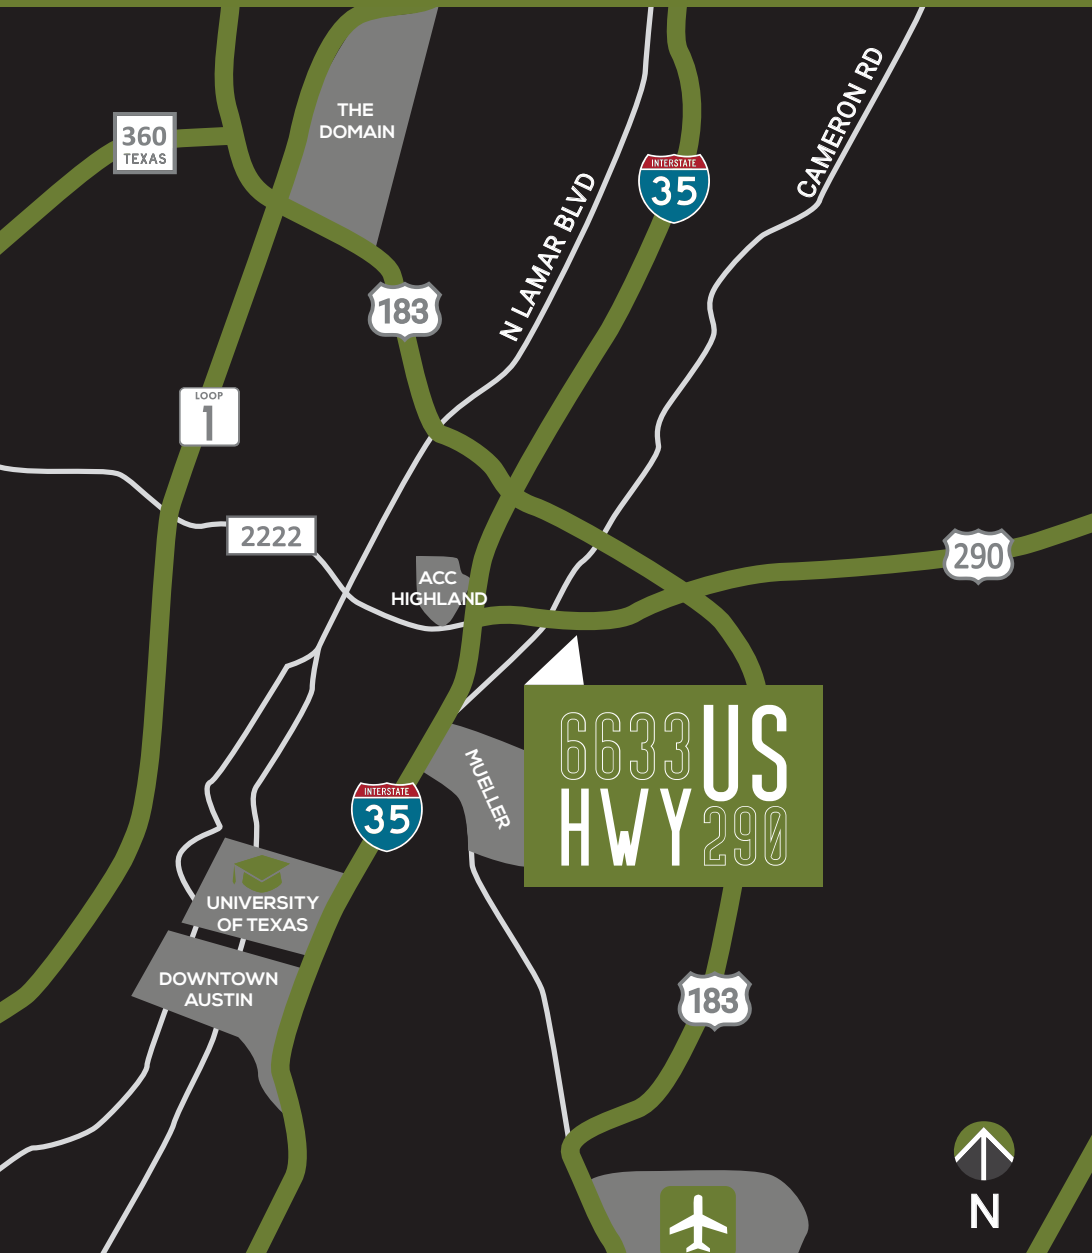 THE
DOMAIN
360
TEXAS
CAMERON RD
INTERSTATE
35
N LAMAR BLVD
183
LOOP
1
2222
290
ACC
HIGHLAND
6633 US
HWY 290
MUELLER
INTERSTATE
35
UNIVERSITY
OF TEXAS
DOWNTOWN
AUSTIN
183
N